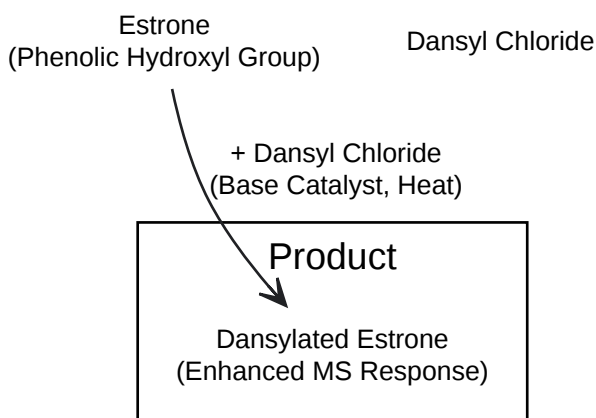 Estrone
(Phenolic Hydroxyl Group)
Dansyl Chloride
+ Dansyl Chloride
(Base Catalyst, Heat)
Product
Dansylated Estrone
(Enhanced MS Response)